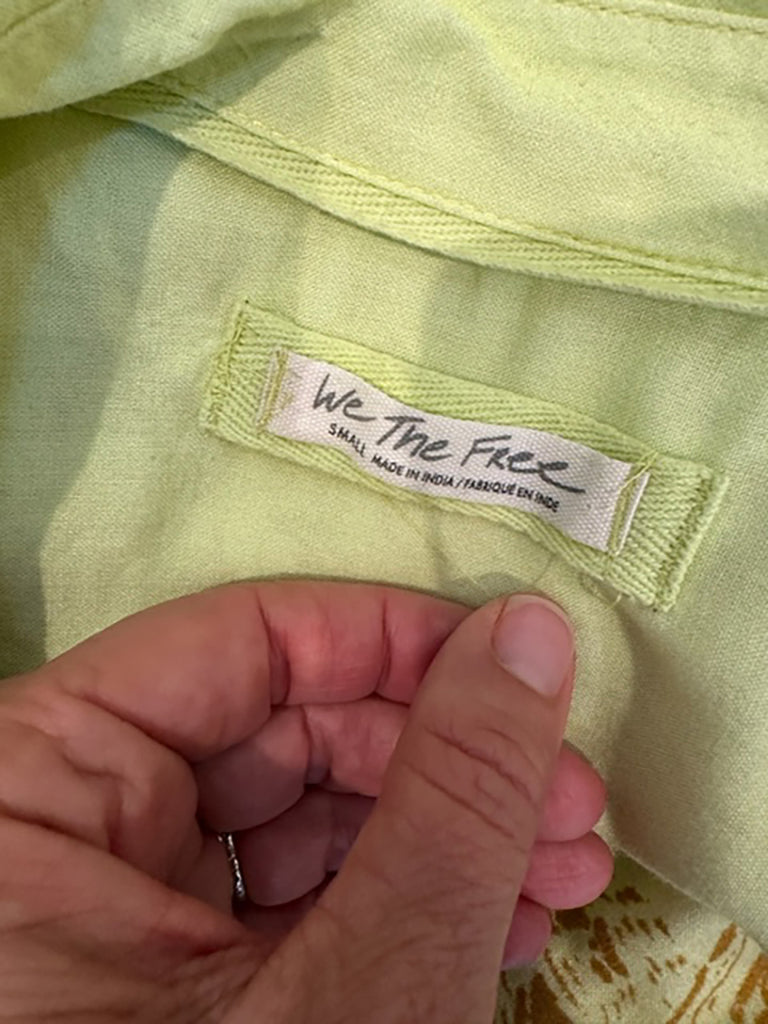 We The Free
SMALL MADE IN INDIA / FABRIQUÉ EN INDE